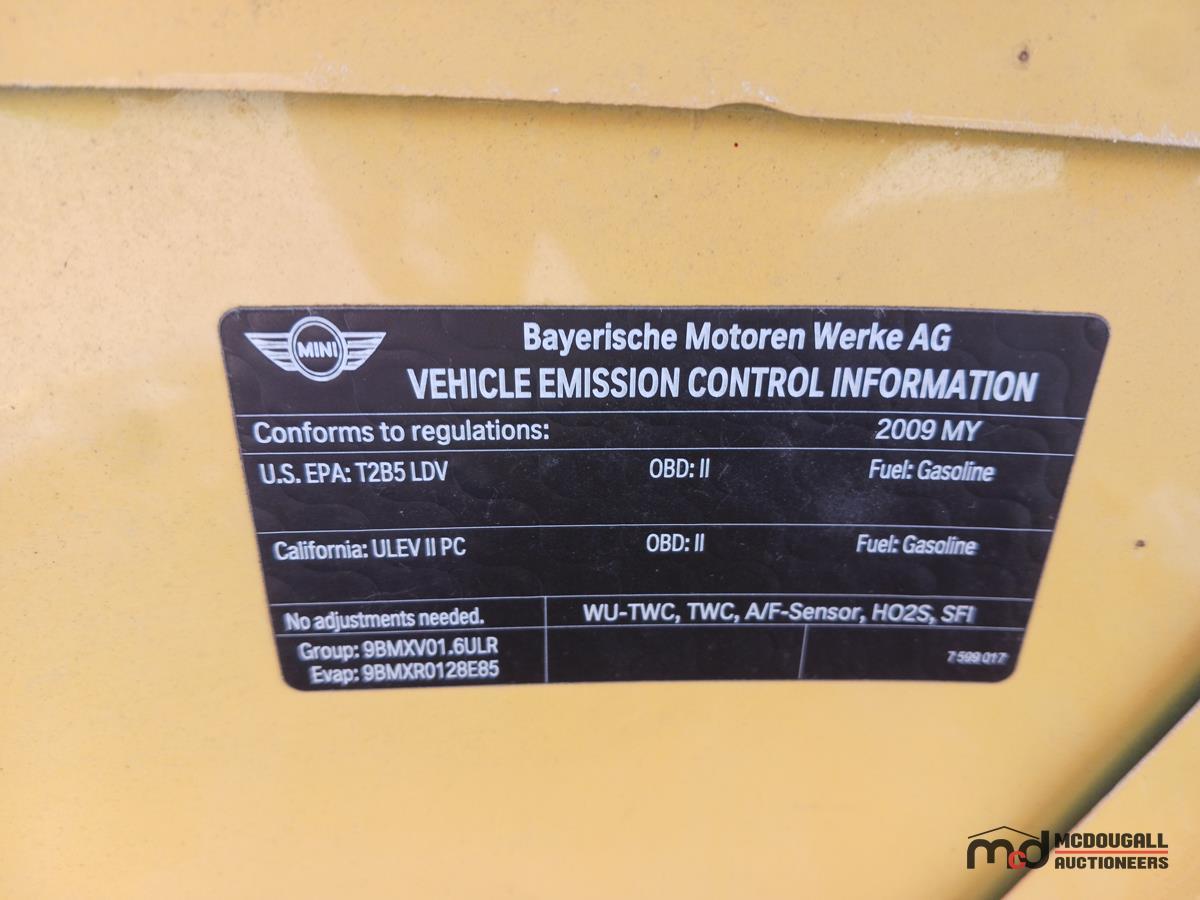 MINI
Bayerische Motoren Werke AG
VEHICLE EMISSION CONTROL INFORMATION
Conforms to regulations: 2009 MY
U.S. EPA: T2B5 LDV OBD: II Fuel: Gasoline
California: ULEV II PC OBD: II Fuel: Gasoline
No adjustments needed. WU-TWC, TWC, A/F-Sensor, HO2S, SFI
Group: 9BMXV01.6ULR
Evap: 9BMXR0128E85
7 599 017
mcd MCDOUGALL
AUCTIONEERS